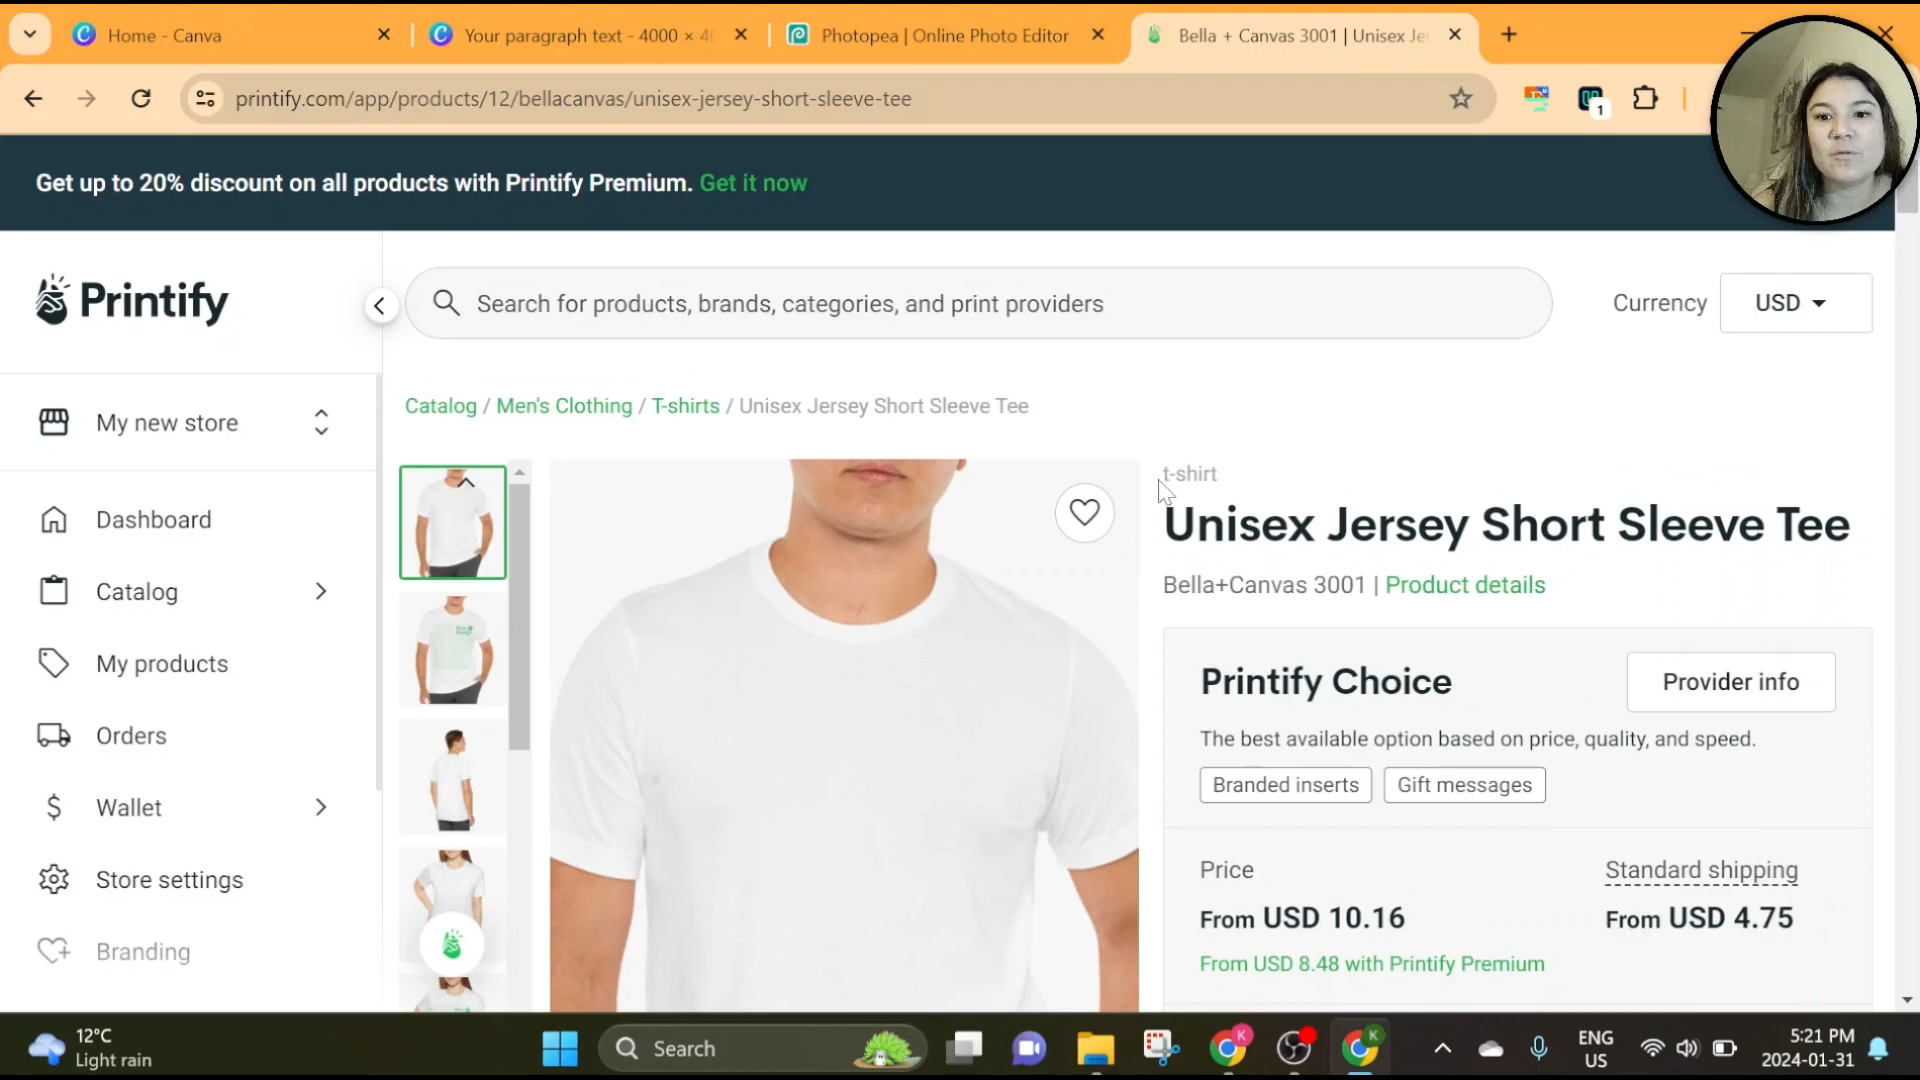 Home - Canva
Your paragraph text - 4000 × 4
Photopea | Online Photo Editor
Bella + Canvas 3001 | Unisex Je
printify.com/app/products/12/bellacanvas/unisex-jersey-short-sleeve-tee
1
Get up to 20% discount on all products with Printify Premium. Get it now
Printify
Search for products, brands, categories, and print providers
Currency
USD
My new store
Catalog / Men's Clothing / T-shirts / Unisex Jersey Short Sleeve Tee
Dashboard
Catalog
My products
Orders
Wallet
Store settings
Branding
t-shirt
Unisex Jersey Short Sleeve Tee
Bella+Canvas 3001 | Product details
Printify Choice
Provider info
The best available option based on price, quality, and speed.
Branded inserts
Gift messages
Price
Standard shipping
From USD 10.16
From USD 4.75
From USD 8.48 with Printify Premium
12°C
Light rain
Search
K
K
ENG
US
5:21 PM
2024-01-31